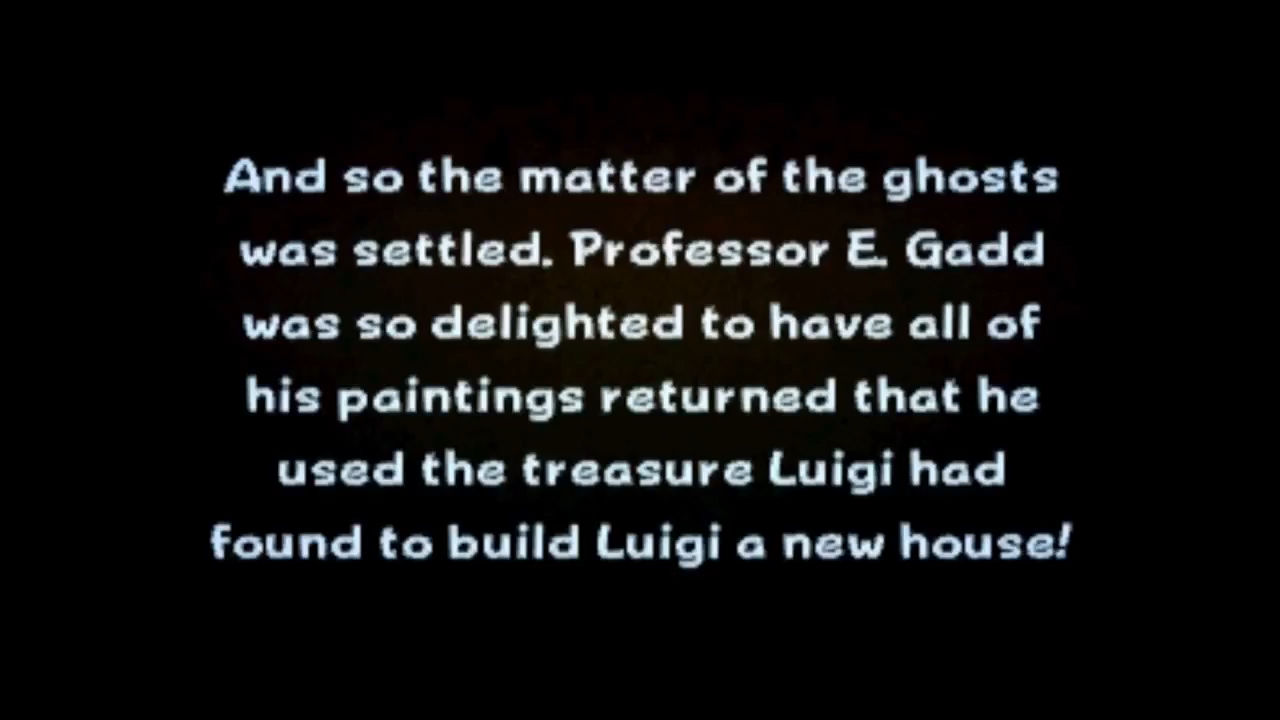 And so the matter of the ghosts
was settled. Professor E. Gadd
was so delighted to have all of
his paintings returned that he
used the treasure Luigi had
found to build Luigi a new house!